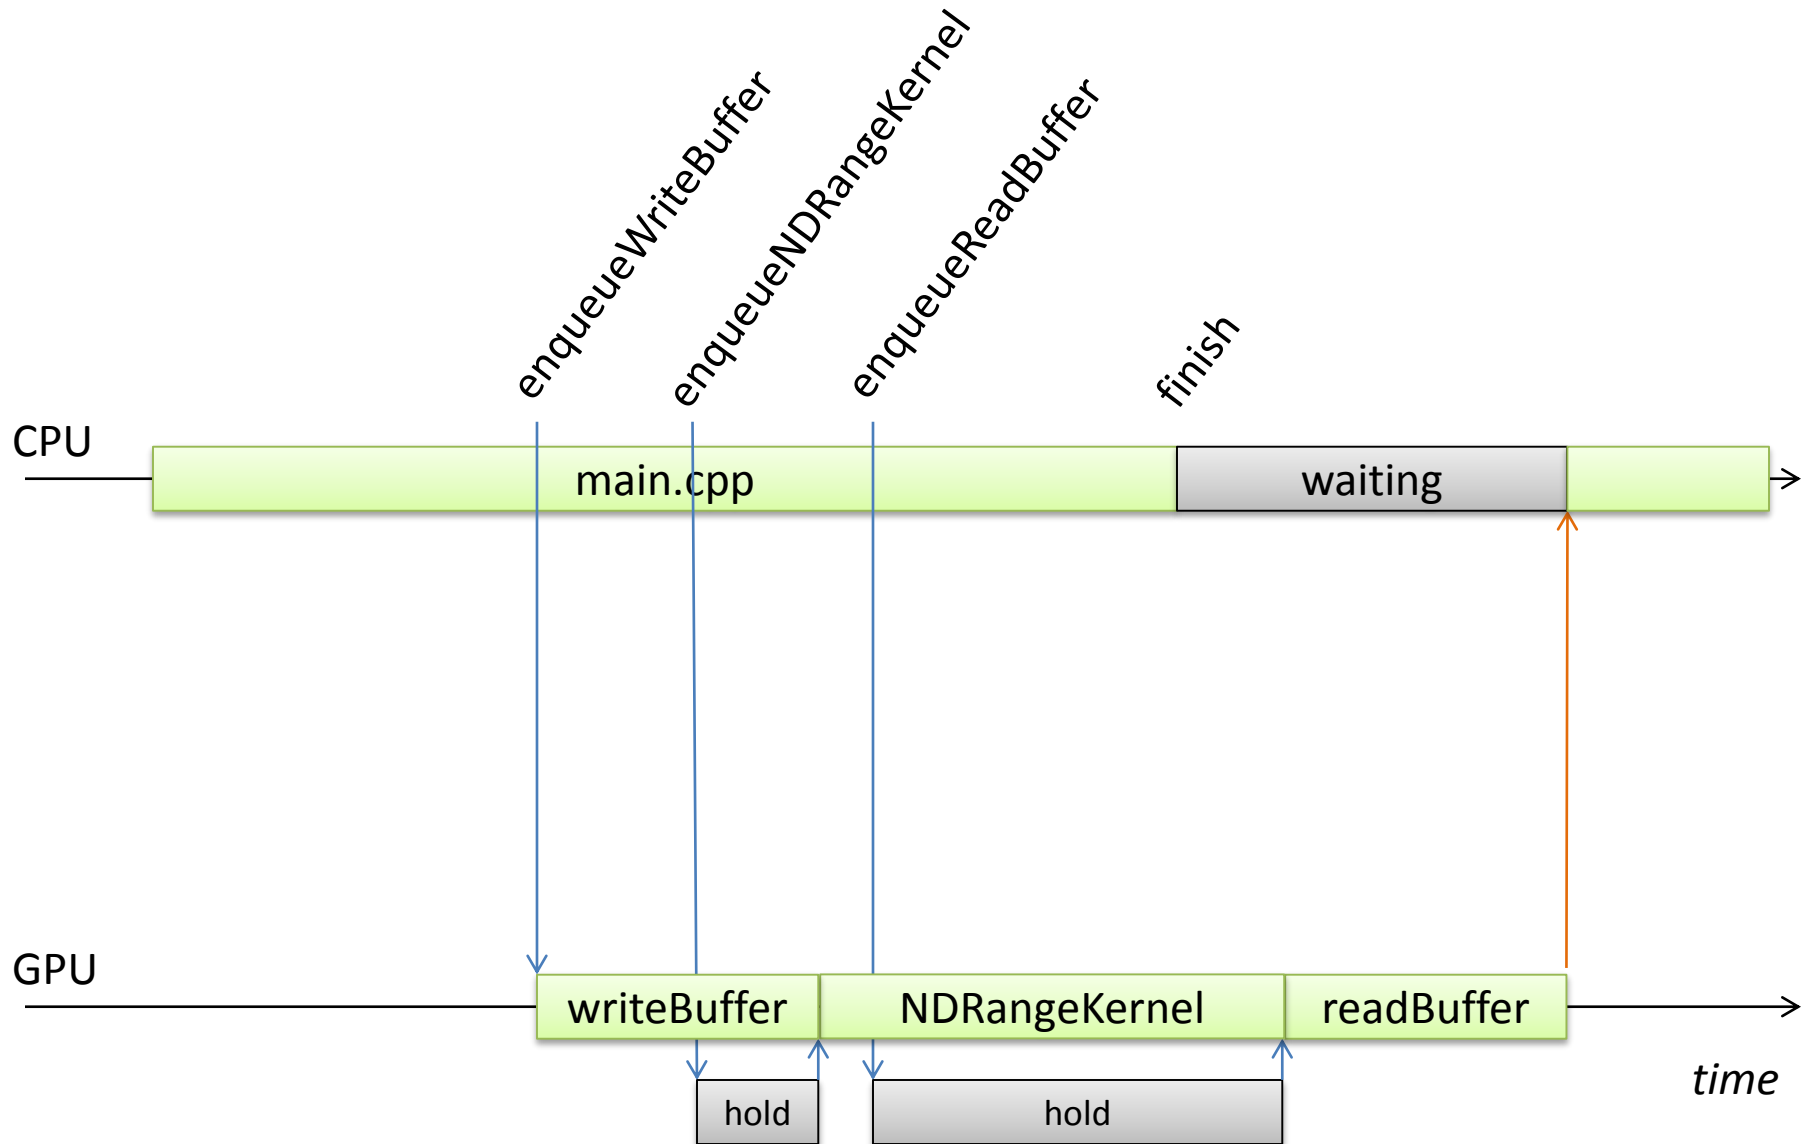 enqueueWriteBuffer
enqueueNDRangeKernel
enqueueReadBuffer
finish
CPU
main.cpp
waiting
GPU
writeBuffer
NDRangeKernel
readBuffer
time
hold
hold